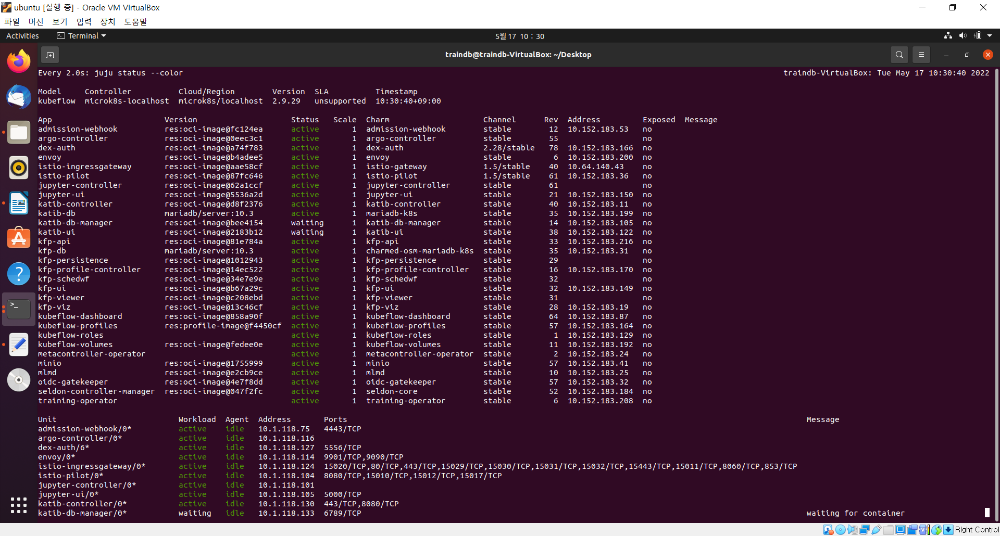 ubuntu [실행 중] - Oracle VM VirtualBox
파일 머신 보기 입력 장치 도움말
Activities Terminal 5월 17 10 : 30
traindb@traindb-VirtualBox: ~/Desktop
Every 2.0s: juju status --color traindb-VirtualBox: Tue May 17 10:30:40 2022
Model Controller Cloud/Region Version SLA Timestamp
kubeflow microk8s-localhost microk8s/localhost 2.9.29 unsupported 10:30:40+09:00
App Version Status Scale Charm Channel Rev Address Exposed Message
admission-webhook res:oci-image@fc124ea active 1 admission-webhook stable 12 10.152.183.53 no
argo-controller res:oci-image@0eec3c1 active 1 argo-controller stable 55 no
dex-auth res:oci-image@a74f783 active 1 dex-auth 2.28/stable 78 10.152.183.166 no
envoy res:oci-image@b4adee5 active 1 envoy stable 6 10.152.183.200 no
istio-ingressgateway res:oci-image@aae58cf active 1 istio-gateway 1.5/stable 40 10.64.140.43 no
istio-pilot res:oci-image@87fc646 active 1 istio-pilot 1.5/stable 61 10.152.183.36 no
jupyter-controller res:oci-image@62a1ccf active 1 jupyter-controller stable 61 no
jupyter-ui res:oci-image@5536a2d active 1 jupyter-ui stable 21 10.152.183.150 no
katib-controller res:oci-image@d8f2376 active 1 katib-controller stable 40 10.152.183.11 no
katib-db mariadb/server:10.3 active 1 mariadb-k8s stable 35 10.152.183.199 no
katib-db-manager res:oci-image@bee4154 waiting 1 katib-db-manager stable 14 10.152.183.105 no
katib-ui res:oci-image@2183b12 waiting 1 katib-ui stable 38 10.152.183.122 no
kfp-api res:oci-image@81e784a active 1 kfp-api stable 33 10.152.183.216 no
kfp-db mariadb/server:10.3 active 1 charmed-osm-mariadb-k8s stable 35 10.152.183.31 no
kfp-persistence res:oci-image@1012943 active 1 kfp-persistence stable 29 no
kfp-profile-controller res:oci-image@14ec522 active 1 kfp-profile-controller stable 16 10.152.183.170 no
kfp-schedwf res:oci-image@34e7e9e active 1 kfp-schedwf stable 32 no
kfp-ui res:oci-image@b67a29c active 1 kfp-ui stable 32 10.152.183.149 no
kfp-viewer res:oci-image@c208ebd active 1 kfp-viewer stable 31 no
kfp-viz res:oci-image@13c46cf active 1 kfp-viz stable 28 10.152.183.19 no
kubeflow-dashboard res:oci-image@858a90f active 1 kubeflow-dashboard stable 64 10.152.183.87 no
kubeflow-profiles res:profile-image@f4450cf active 1 kubeflow-profiles stable 57 10.152.183.164 no
kubeflow-roles active 1 kubeflow-roles stable 1 10.152.183.129 no
kubeflow-volumes res:oci-image@fedee0e active 1 kubeflow-volumes stable 11 10.152.183.192 no
metacontroller-operator active 1 metacontroller-operator stable 2 10.152.183.24 no
minio res:oci-image@1755999 active 1 minio stable 57 10.152.183.41 no
mlmd res:oci-image@e2cb9ce active 1 mlmd stable 10 10.152.183.25 no
oidc-gatekeeper res:oci-image@4e7f8dd active 1 oidc-gatekeeper stable 57 10.152.183.32 no
seldon-controller-manager res:oci-image@047f2fc active 1 seldon-core stable 52 10.152.183.184 no
training-operator active 1 training-operator stable 6 10.152.183.208 no
Unit Workload Agent Address Ports Message
admission-webhook/0* active idle 10.1.118.75 4443/TCP
argo-controller/0* active idle 10.1.118.116
dex-auth/6* active idle 10.1.118.127 5556/TCP
envoy/0* active idle 10.1.118.114 9901/TCP,9090/TCP
istio-ingressgateway/0* active idle 10.1.118.124 15020/TCP,80/TCP,443/TCP,15029/TCP,15030/TCP,15031/TCP,15032/TCP,15443/TCP,15011/TCP,8060/TCP,853/TCP
istio-pilot/0* active idle 10.1.118.104 8080/TCP,15010/TCP,15012/TCP,15017/TCP
jupyter-controller/0* active idle 10.1.118.101
jupyter-ui/0* active idle 10.1.118.105 5000/TCP
katib-controller/0* active idle 10.1.118.130 443/TCP,8080/TCP
katib-db-manager/0* waiting idle 10.1.118.133 6789/TCP waiting for container
Right Control